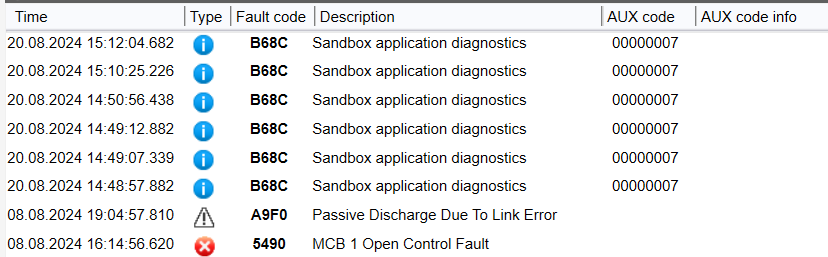 Time Type Fault code Description AUX code AUX code info
20.08.2024 15:12:04.682 B68C Sandbox application diagnostics 00000007
20.08.2024 15:10:25.226 B68C Sandbox application diagnostics 00000007
20.08.2024 14:50:56.438 B68C Sandbox application diagnostics 00000007
20.08.2024 14:49:12.882 B68C Sandbox application diagnostics 00000007
20.08.2024 14:49:07.339 B68C Sandbox application diagnostics 00000007
20.08.2024 14:48:57.882 B68C Sandbox application diagnostics 00000007
08.08.2024 19:04:57.810 A9F0 Passive Discharge Due To Link Error
08.08.2024 16:14:56.620 5490 MCB 1 Open Control Fault